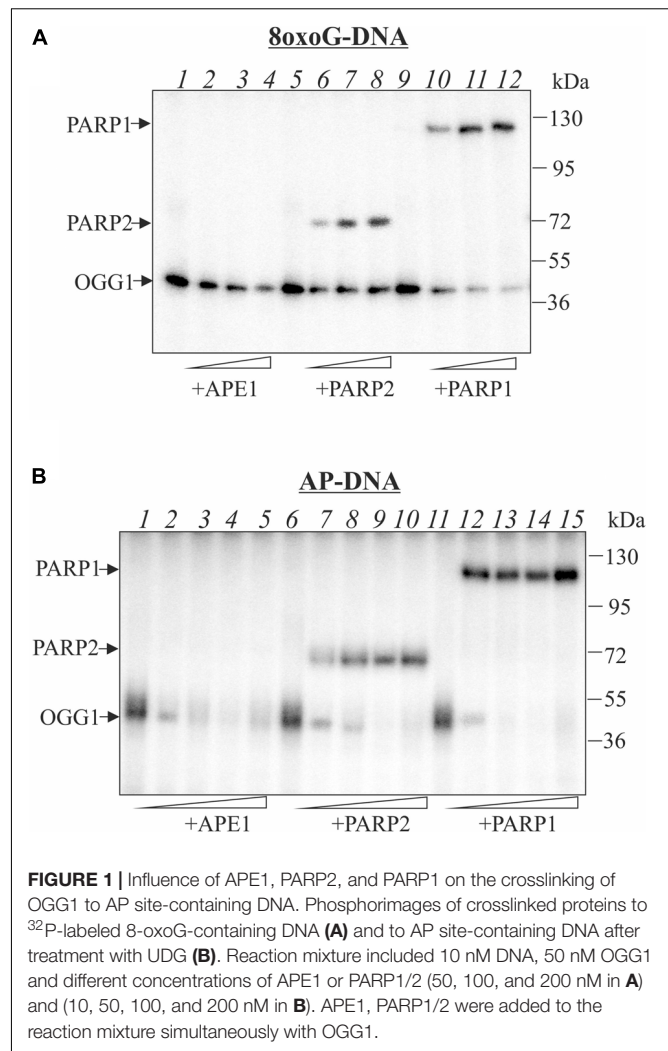 A
8oxoG-DNA
1 2 3 4 5 6 7 8 9 10 11 12 kDa
PARP1
130
95
PARP2
72
55
OGG1
36
+APE1 +PARP2 +PARP1
B
AP-DNA
1 2 3 4 5 6 7 8 9 10 11 12 13 14 15 kDa
PARP1
130
95
PARP2
72
55
OGG1
36
+APE1 +PARP2 +PARP1
FIGURE 1 | Influence of APE1, PARP2, and PARP1 on the crosslinking of
OGG1 to AP site-containing DNA. Phosphorimages of crosslinked proteins to
³²P-labeled 8-oxoG-containing DNA (A) and to AP site-containing DNA after
treatment with UDG (B). Reaction mixture included 10 nM DNA, 50 nM OGG1
and different concentrations of APE1 or PARP1/2 (50, 100, and 200 nM in A)
and (10, 50, 100, and 200 nM in B). APE1, PARP1/2 were added to the
reaction mixture simultaneously with OGG1.